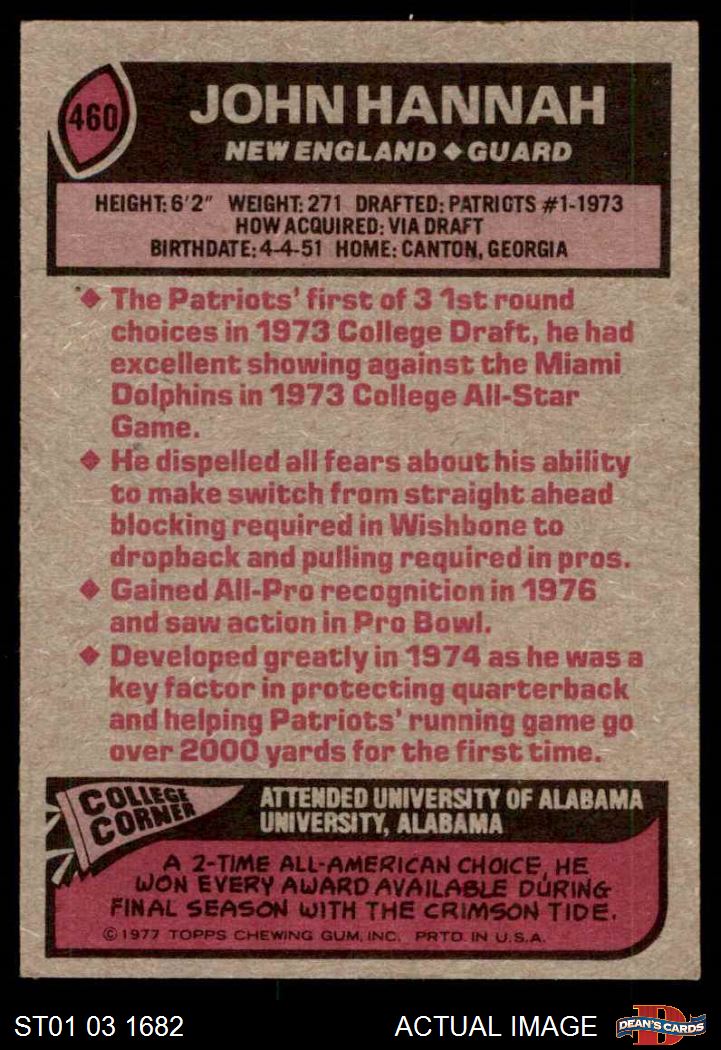 460
JOHN HANNAH
NEW ENGLAND ◆ GUARD
HEIGHT: 6'2" WEIGHT: 271 DRAFTED: PATRIOTS #1-1973
HOW ACQUIRED: VIA DRAFT
BIRTHDATE: 4-4-51 HOME: CANTON, GEORGIA
◆ The Patriots' first of 3 1st round
choices in 1973 College Draft, he had
excellent showing against the Miami
Dolphins in 1973 College All-Star
Game.
◆ He dispelled all fears about his ability
to make switch from straight ahead
blocking required in Wishbone to
dropback and pulling required in pros.
◆ Gained All-Pro recognition in 1976
and saw action in Pro Bowl.
◆ Developed greatly in 1974 as he was a
key factor in protecting quarterback
and helping Patriots' running game go
over 2000 yards for the first time.
COLLEGE
CORNER
ATTENDED UNIVERSITY OF ALABAMA
UNIVERSITY, ALABAMA
A 2-TIME ALL-AMERICAN CHOICE, HE
WON EVERY AWARD AVAILABLE DURING
FINAL SEASON WITH THE CRIMSON TIDE.
©1977 TOPPS CHEWING GUM, INC. PRTD. IN U.S.A.
ST01 03 1682
ACTUAL IMAGE
D
DEAN'S CARDS